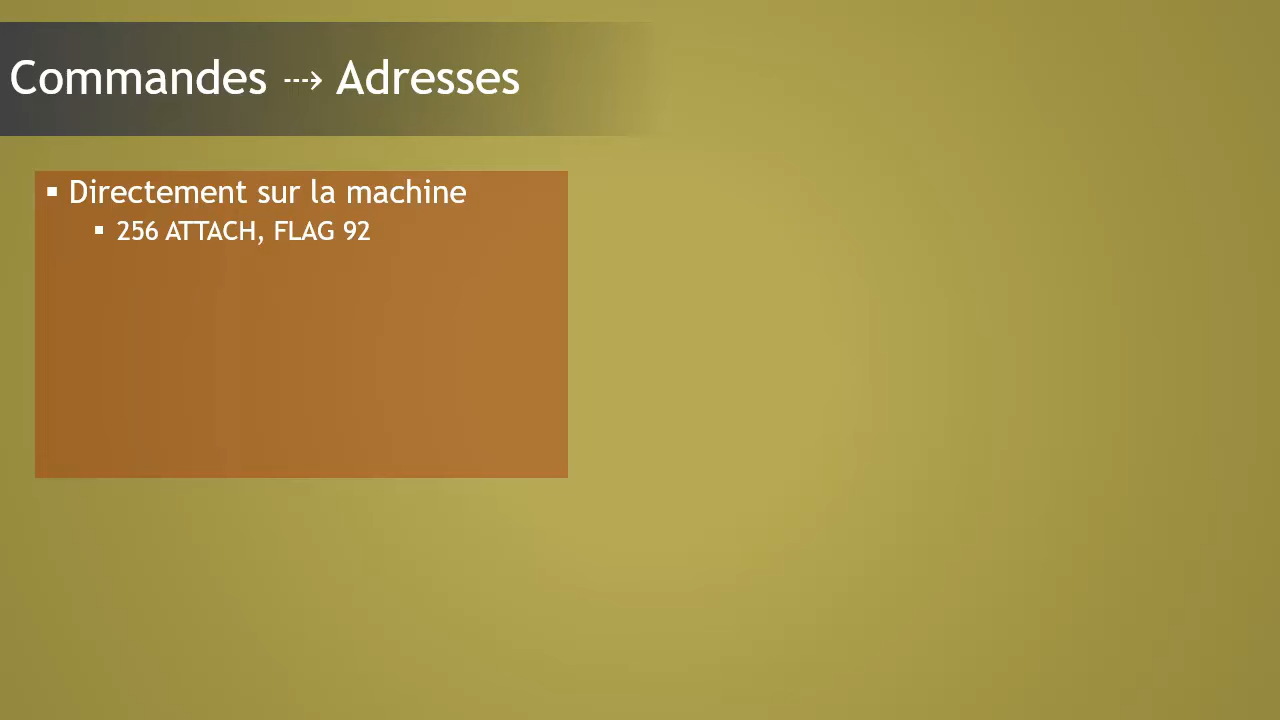 Commandes ⤏ Adresses
▪ Directement sur la machine
▪ 256 ATTACH, FLAG 92